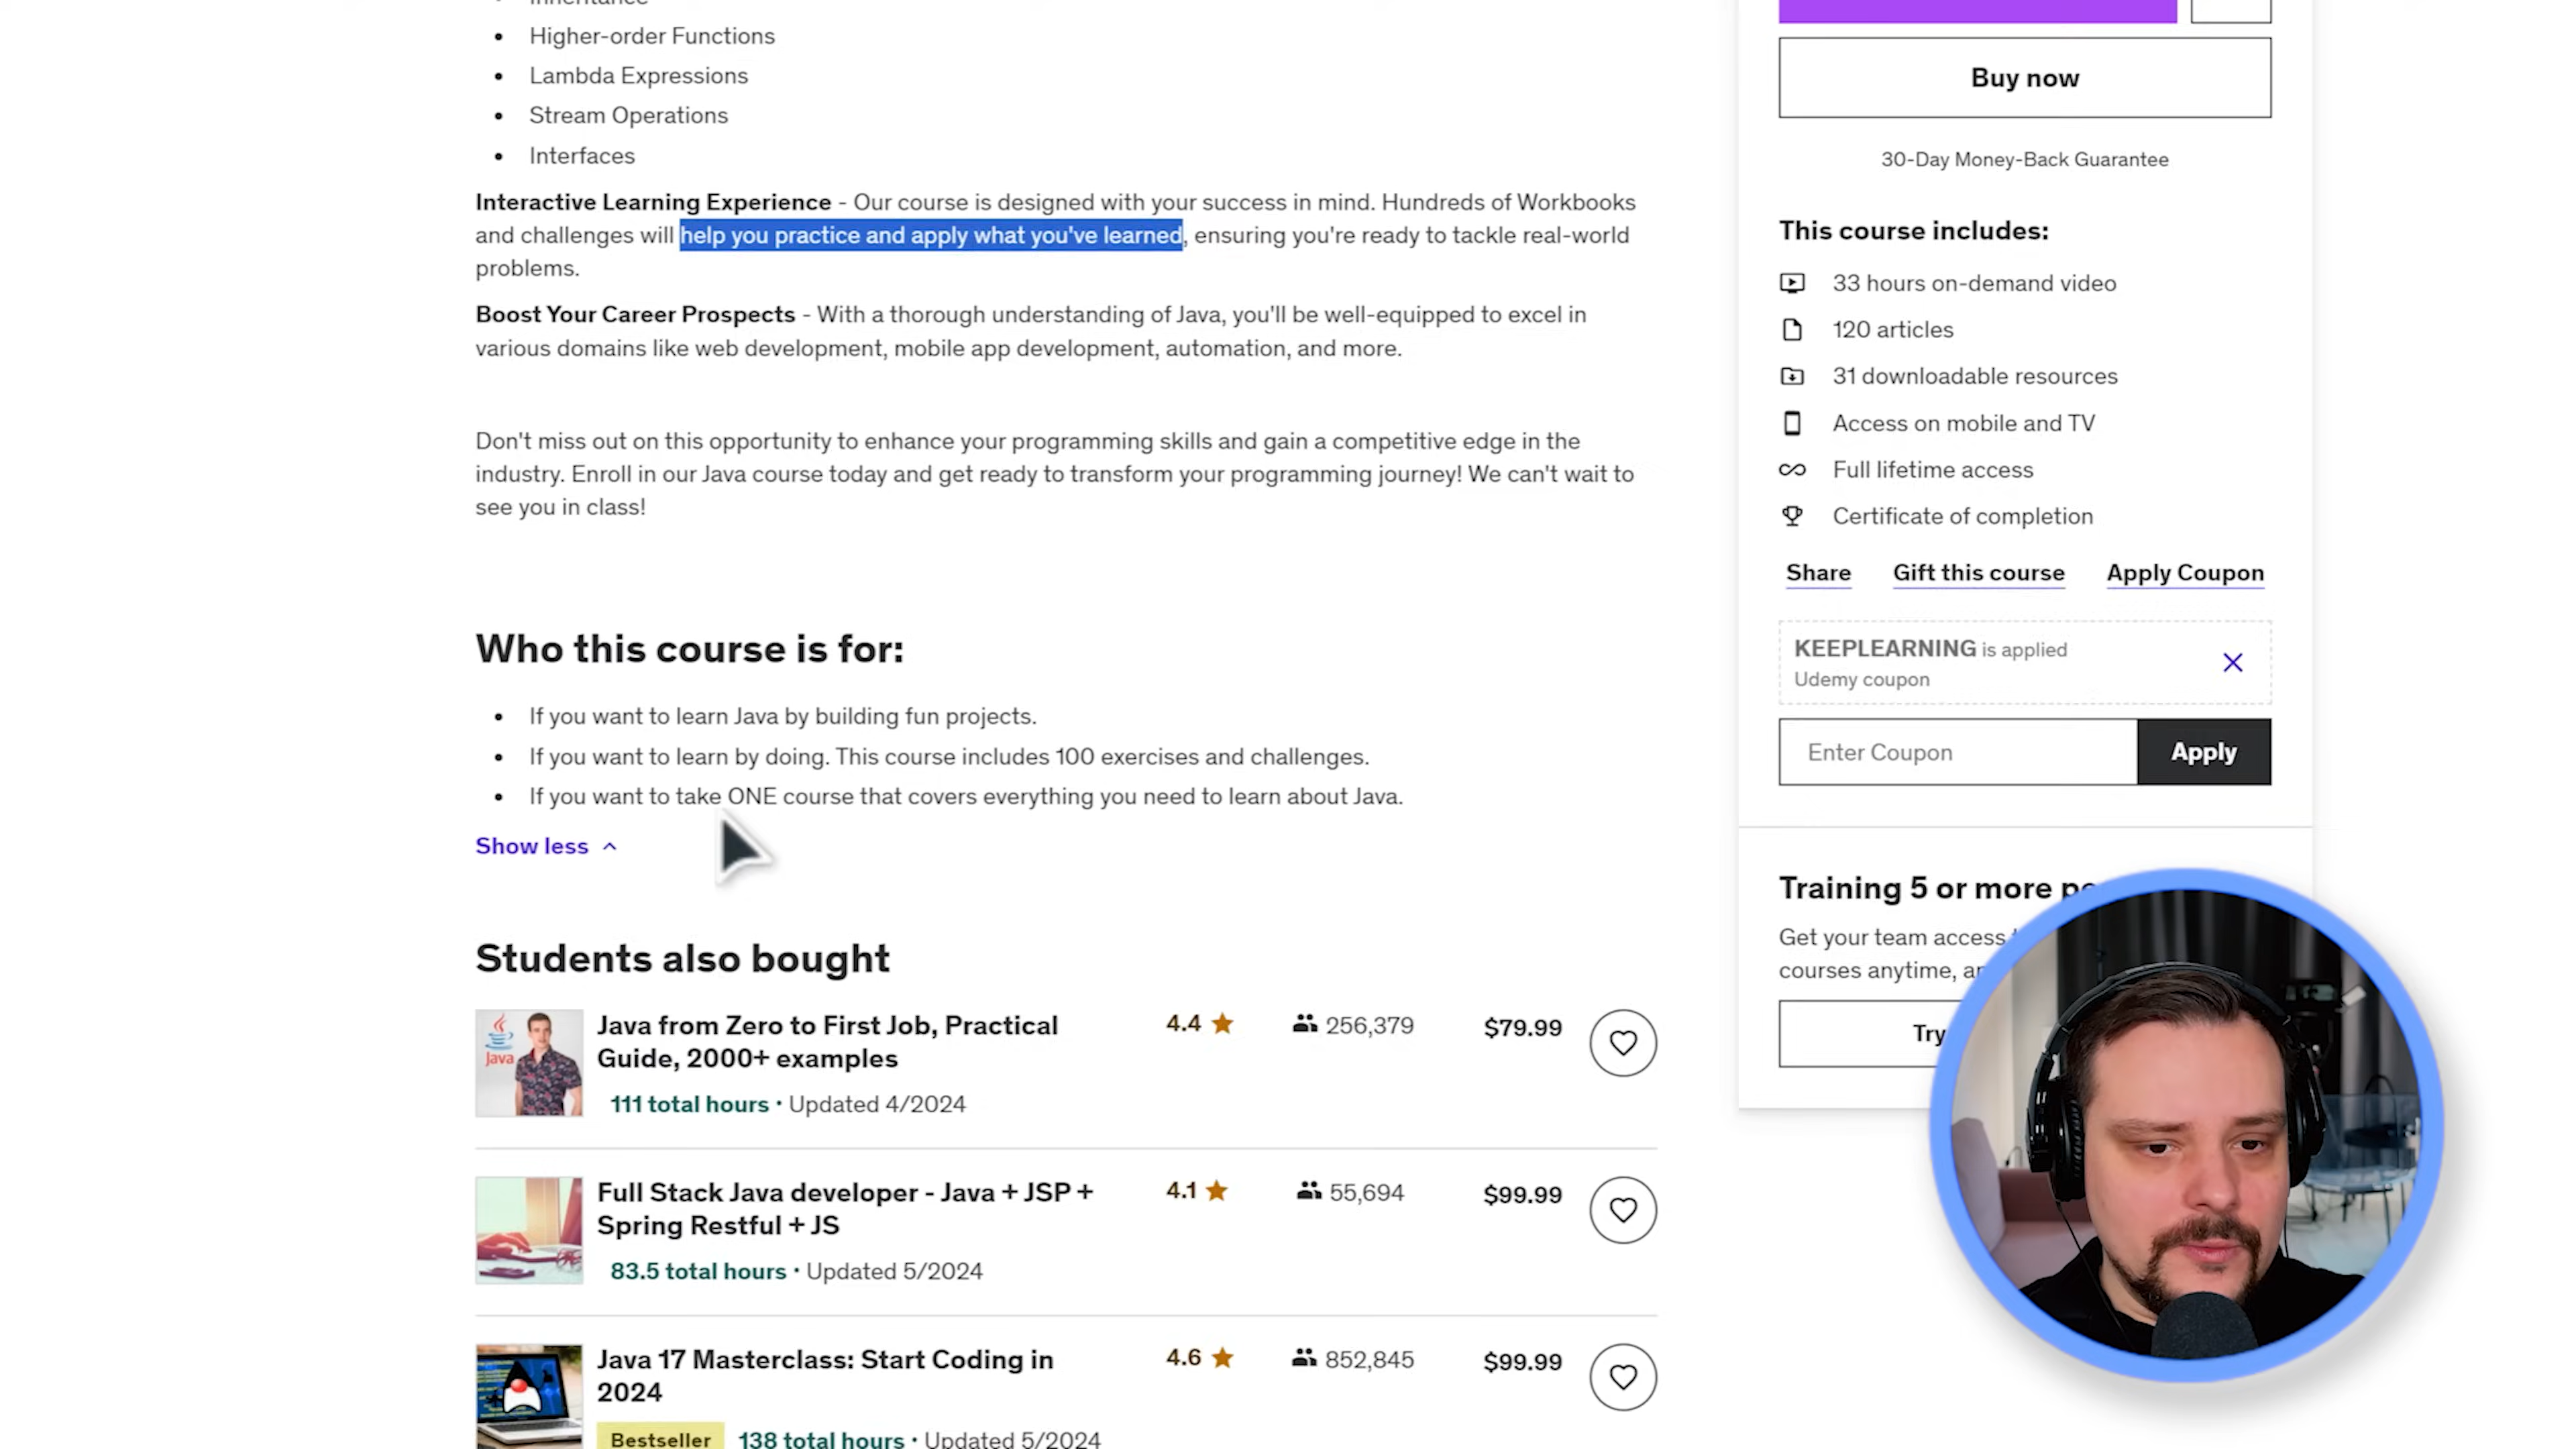 Higher-order Functions
Lambda Expressions
Stream Operations
Interfaces
Interactive Learning Experience - Our course is designed with your success in mind. Hundreds of Workbooks
and challenges will help you practice and apply what you've learned, ensuring you're ready to tackle real-world
problems.
Boost Your Career Prospects - With a thorough understanding of Java, you'll be well-equipped to excel in
various domains like web development, mobile app development, automation, and more.
Don't miss out on this opportunity to enhance your programming skills and gain a competitive edge in the
industry. Enroll in our Java course today and get ready to transform your programming journey! We can't wait to
see you in class!
Who this course is for:
If you want to learn Java by building fun projects.
If you want to learn by doing. This course includes 100 exercises and challenges.
If you want to take ONE course that covers everything you need to learn about Java.
Show less
Students also bought
Java
Java from Zero to First Job, Practical
Guide, 2000+ examples
4.4 256,379 $79.99
111 total hours • Updated 4/2024
Full Stack Java developer - Java + JSP +
Spring Restful + JS
4.1 55,694 $99.99
83.5 total hours • Updated 5/2024
Java 17 Masterclass: Start Coding in
2024
4.6 852,845 $99.99
Bestseller 138 total hours • Updated 5/2024
Buy now
30-Day Money-Back Guarantee
This course includes:
33 hours on-demand video
120 articles
31 downloadable resources
Access on mobile and TV
Full lifetime access
Certificate of completion
Share Gift this course Apply Coupon
KEEPLEARNING is applied
Udemy coupon
Enter Coupon Apply
Training 5 or more
Get your team access
courses anytime,
Try